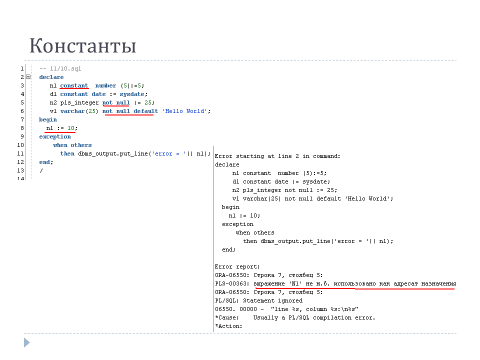 Константы
1 -- 11/10.sql
2 declare
3 n1 constant number (5):=5;
4 d1 constant date := sysdate;
5 n2 pls_integer not null := 25;
6 v1 varchar(25) not null default 'Hello World';
7 begin
8 n1 := 10;
9 exception
10 when others
11 then dbms_output.put_line('error = '|| n1);
12 end;
13 /
14
Error starting at line 2 in command:
declare
n1 constant number (5):=5;
d1 constant date := sysdate;
n2 pls_integer not null := 25;
v1 varchar(25) not null default 'Hello World';
begin
n1 := 10;
exception
when others
then dbms_output.put_line('error = '|| n1);
end;
Error report:
ORA-06550: Строка 7, столбец 5:
PLS-00363: выражение 'N1' не м.б. использовано как адресат назначения
ORA-06550: Строка 7, столбец 5:
PL/SQL: Statement ignored
06550. 00000 - "line %s, column %s:\n%s"
*Cause: Usually a PL/SQL compilation error.
*Action: